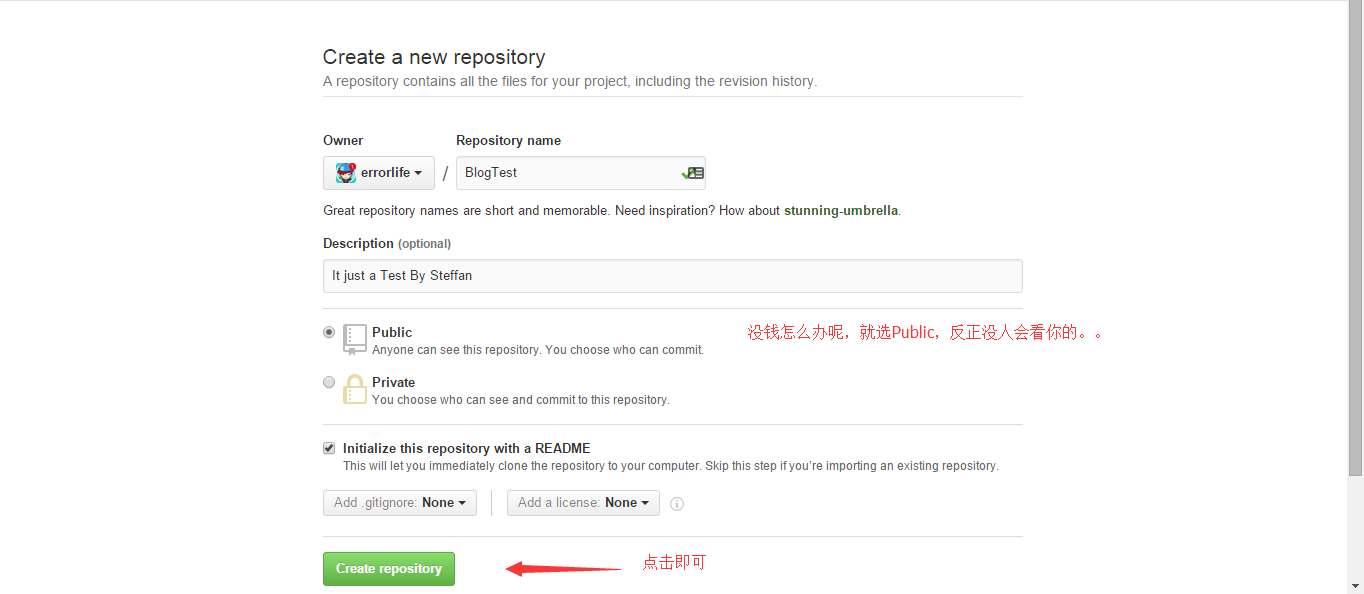 Create a new repository
A repository contains all the files for your project, including the revision history.
Owner Repository name
errorlife / BlogTest
Great repository names are short and memorable. Need inspiration? How about stunning-umbrella.
Description (optional)
It just a Test By Steffan
Public
Anyone can see this repository. You choose who can commit.
没钱怎么办呢，就选Public，反正没人会看你的。。
Private
You choose who can see and commit to this repository.
Initialize this repository with a README
This will let you immediately clone the repository to your computer. Skip this step if you’re importing an existing repository.
Add .gitignore: None Add a license: None
Create repository 点击即可